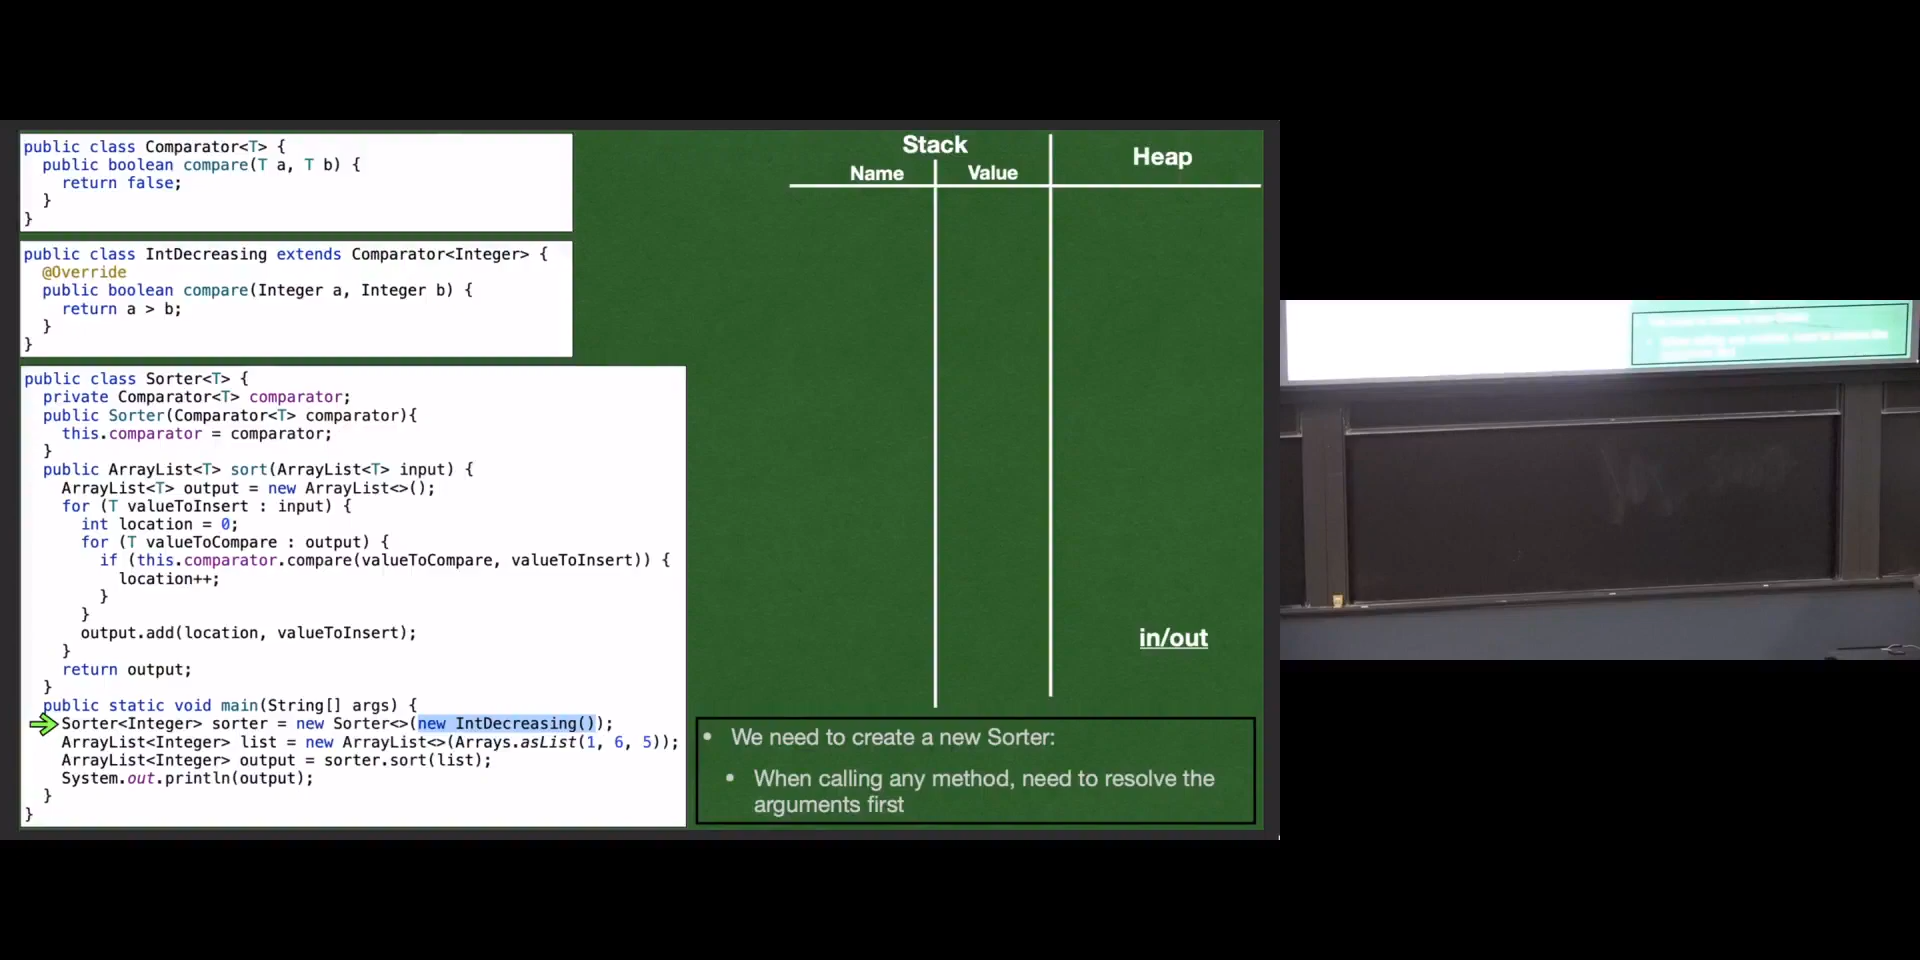 public class Comparator<T> {
  public boolean compare(T a, T b) {
    return false;
  }
}
public class IntDecreasing extends Comparator<Integer> {
  @Override
  public boolean compare(Integer a, Integer b) {
    return a > b;
  }
}
public class Sorter<T> {
  private Comparator<T> comparator;
  public Sorter(Comparator<T> comparator){
    this.comparator = comparator;
  }
  public ArrayList<T> sort(ArrayList<T> input) {
    ArrayList<T> output = new ArrayList<>();
    for (T valueToInsert : input) {
      int location = 0;
      for (T valueToCompare : output) {
        if (this.comparator.compare(valueToCompare, valueToInsert)) {
          location++;
        }
      }
      output.add(location, valueToInsert);
    }
    return output;
  }
  public static void main(String[] args) {
    Sorter<Integer> sorter = new Sorter<>(new IntDecreasing());
    ArrayList<Integer> list = new ArrayList<>(Arrays.asList(1, 6, 5));
    ArrayList<Integer> output = sorter.sort(list);
    System.out.println(output);
  }
}
Stack
Name Value
Heap
in/out
• We need to create a new Sorter:
• When calling any method, need to resolve the
arguments first